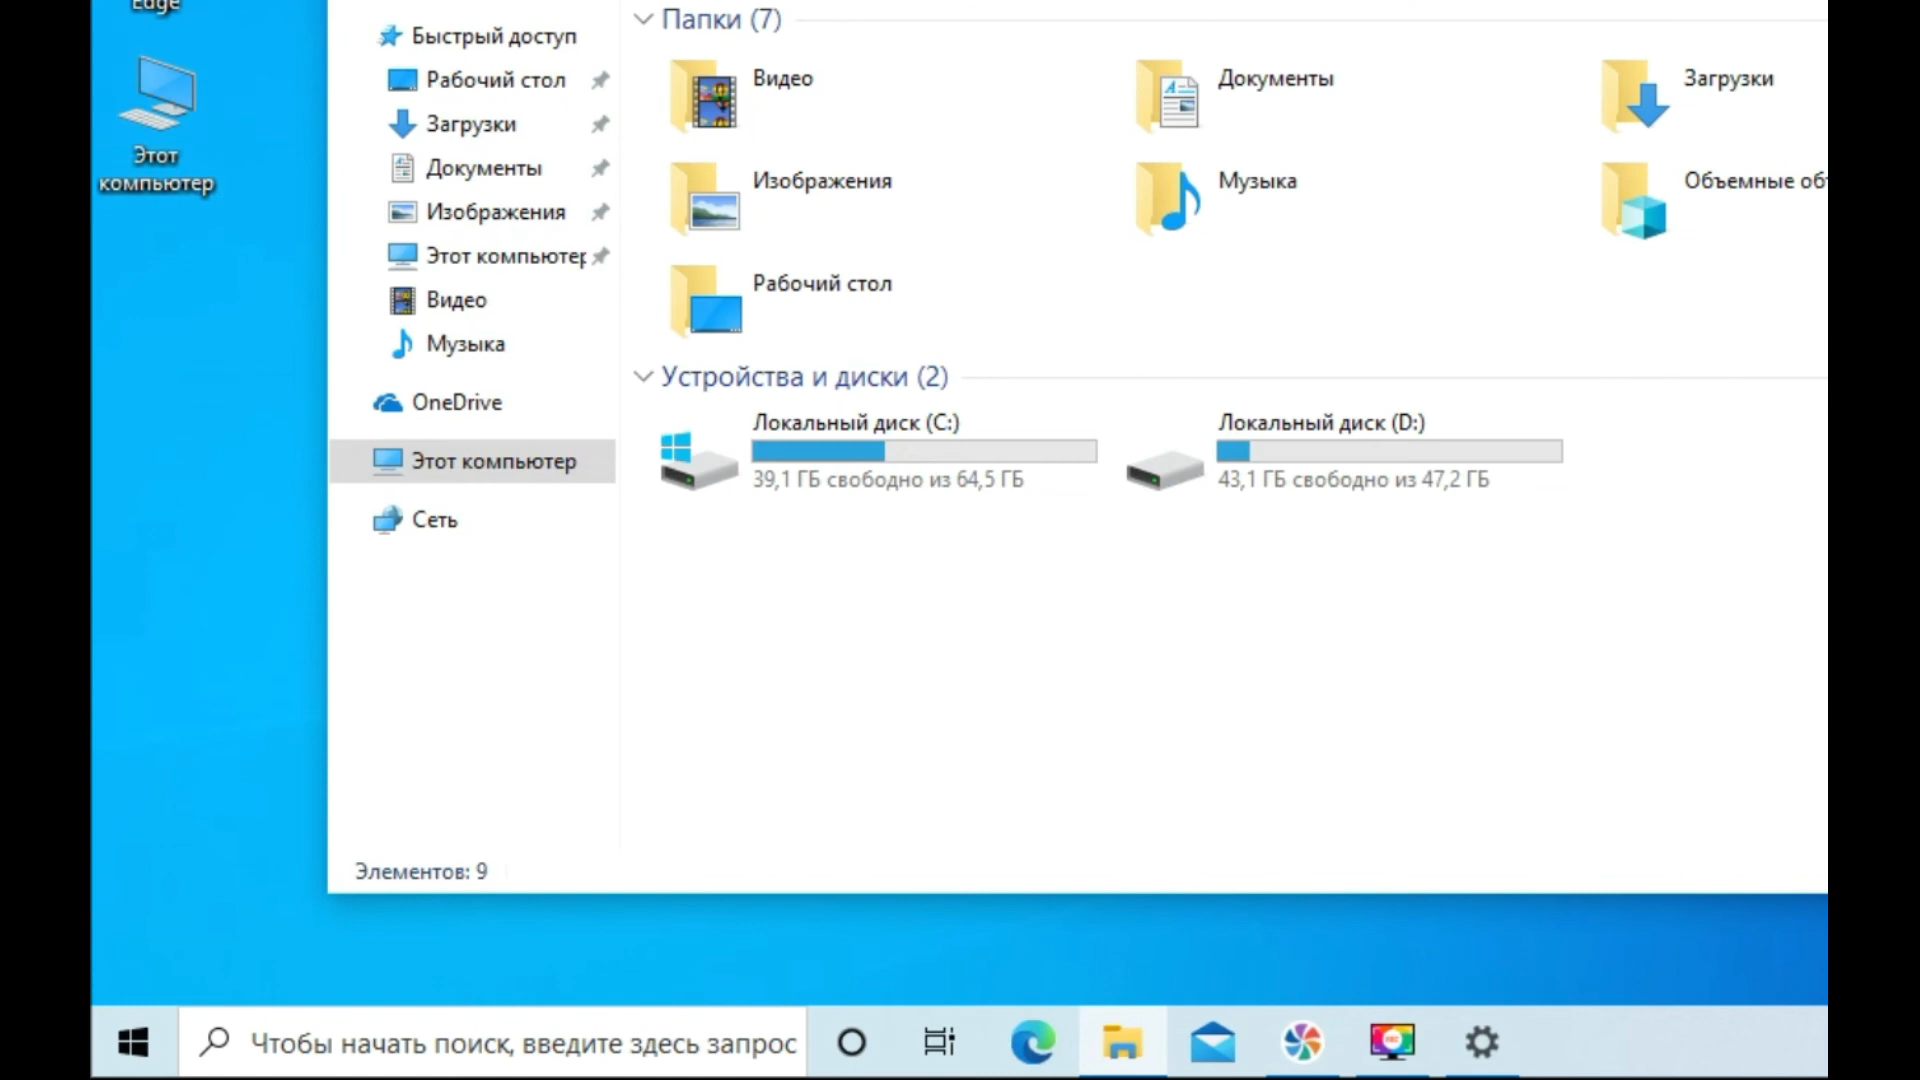 Edge
Этот
компьютер
Быстрый доступ
Рабочий стол
Загрузки
Документы
Изображения
Этот компьютер
Видео
Музыка
OneDrive
Этот компьютер
Сеть
Папки (7)
Видео
Документы
Загрузки
Изображения
Музыка
Объемные об
Рабочий стол
Устройства и диски (2)
Локальный диск (C:)
39,1 ГБ свободно из 64,5 ГБ
Локальный диск (D:)
43,1 ГБ свободно из 47,2 ГБ
Элементов: 9
Чтобы начать поиск, введите здесь запрос